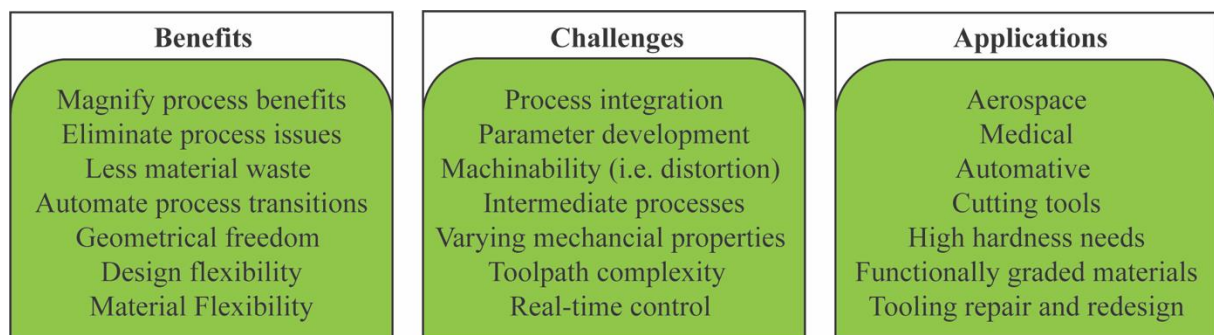 Benefits
Magnify process benefits
Eliminate process issues
Less material waste
Automate process transitions
Geometrical freedom
Design flexibility
Material Flexibility
Challenges
Process integration
Parameter development
Machinability (i.e. distortion)
Intermediate processes
Varying mechancial properties
Toolpath complexity
Real-time control
Applications
Aerospace
Medical
Automative
Cutting tools
High hardness needs
Functionally graded materials
Tooling repair and redesign